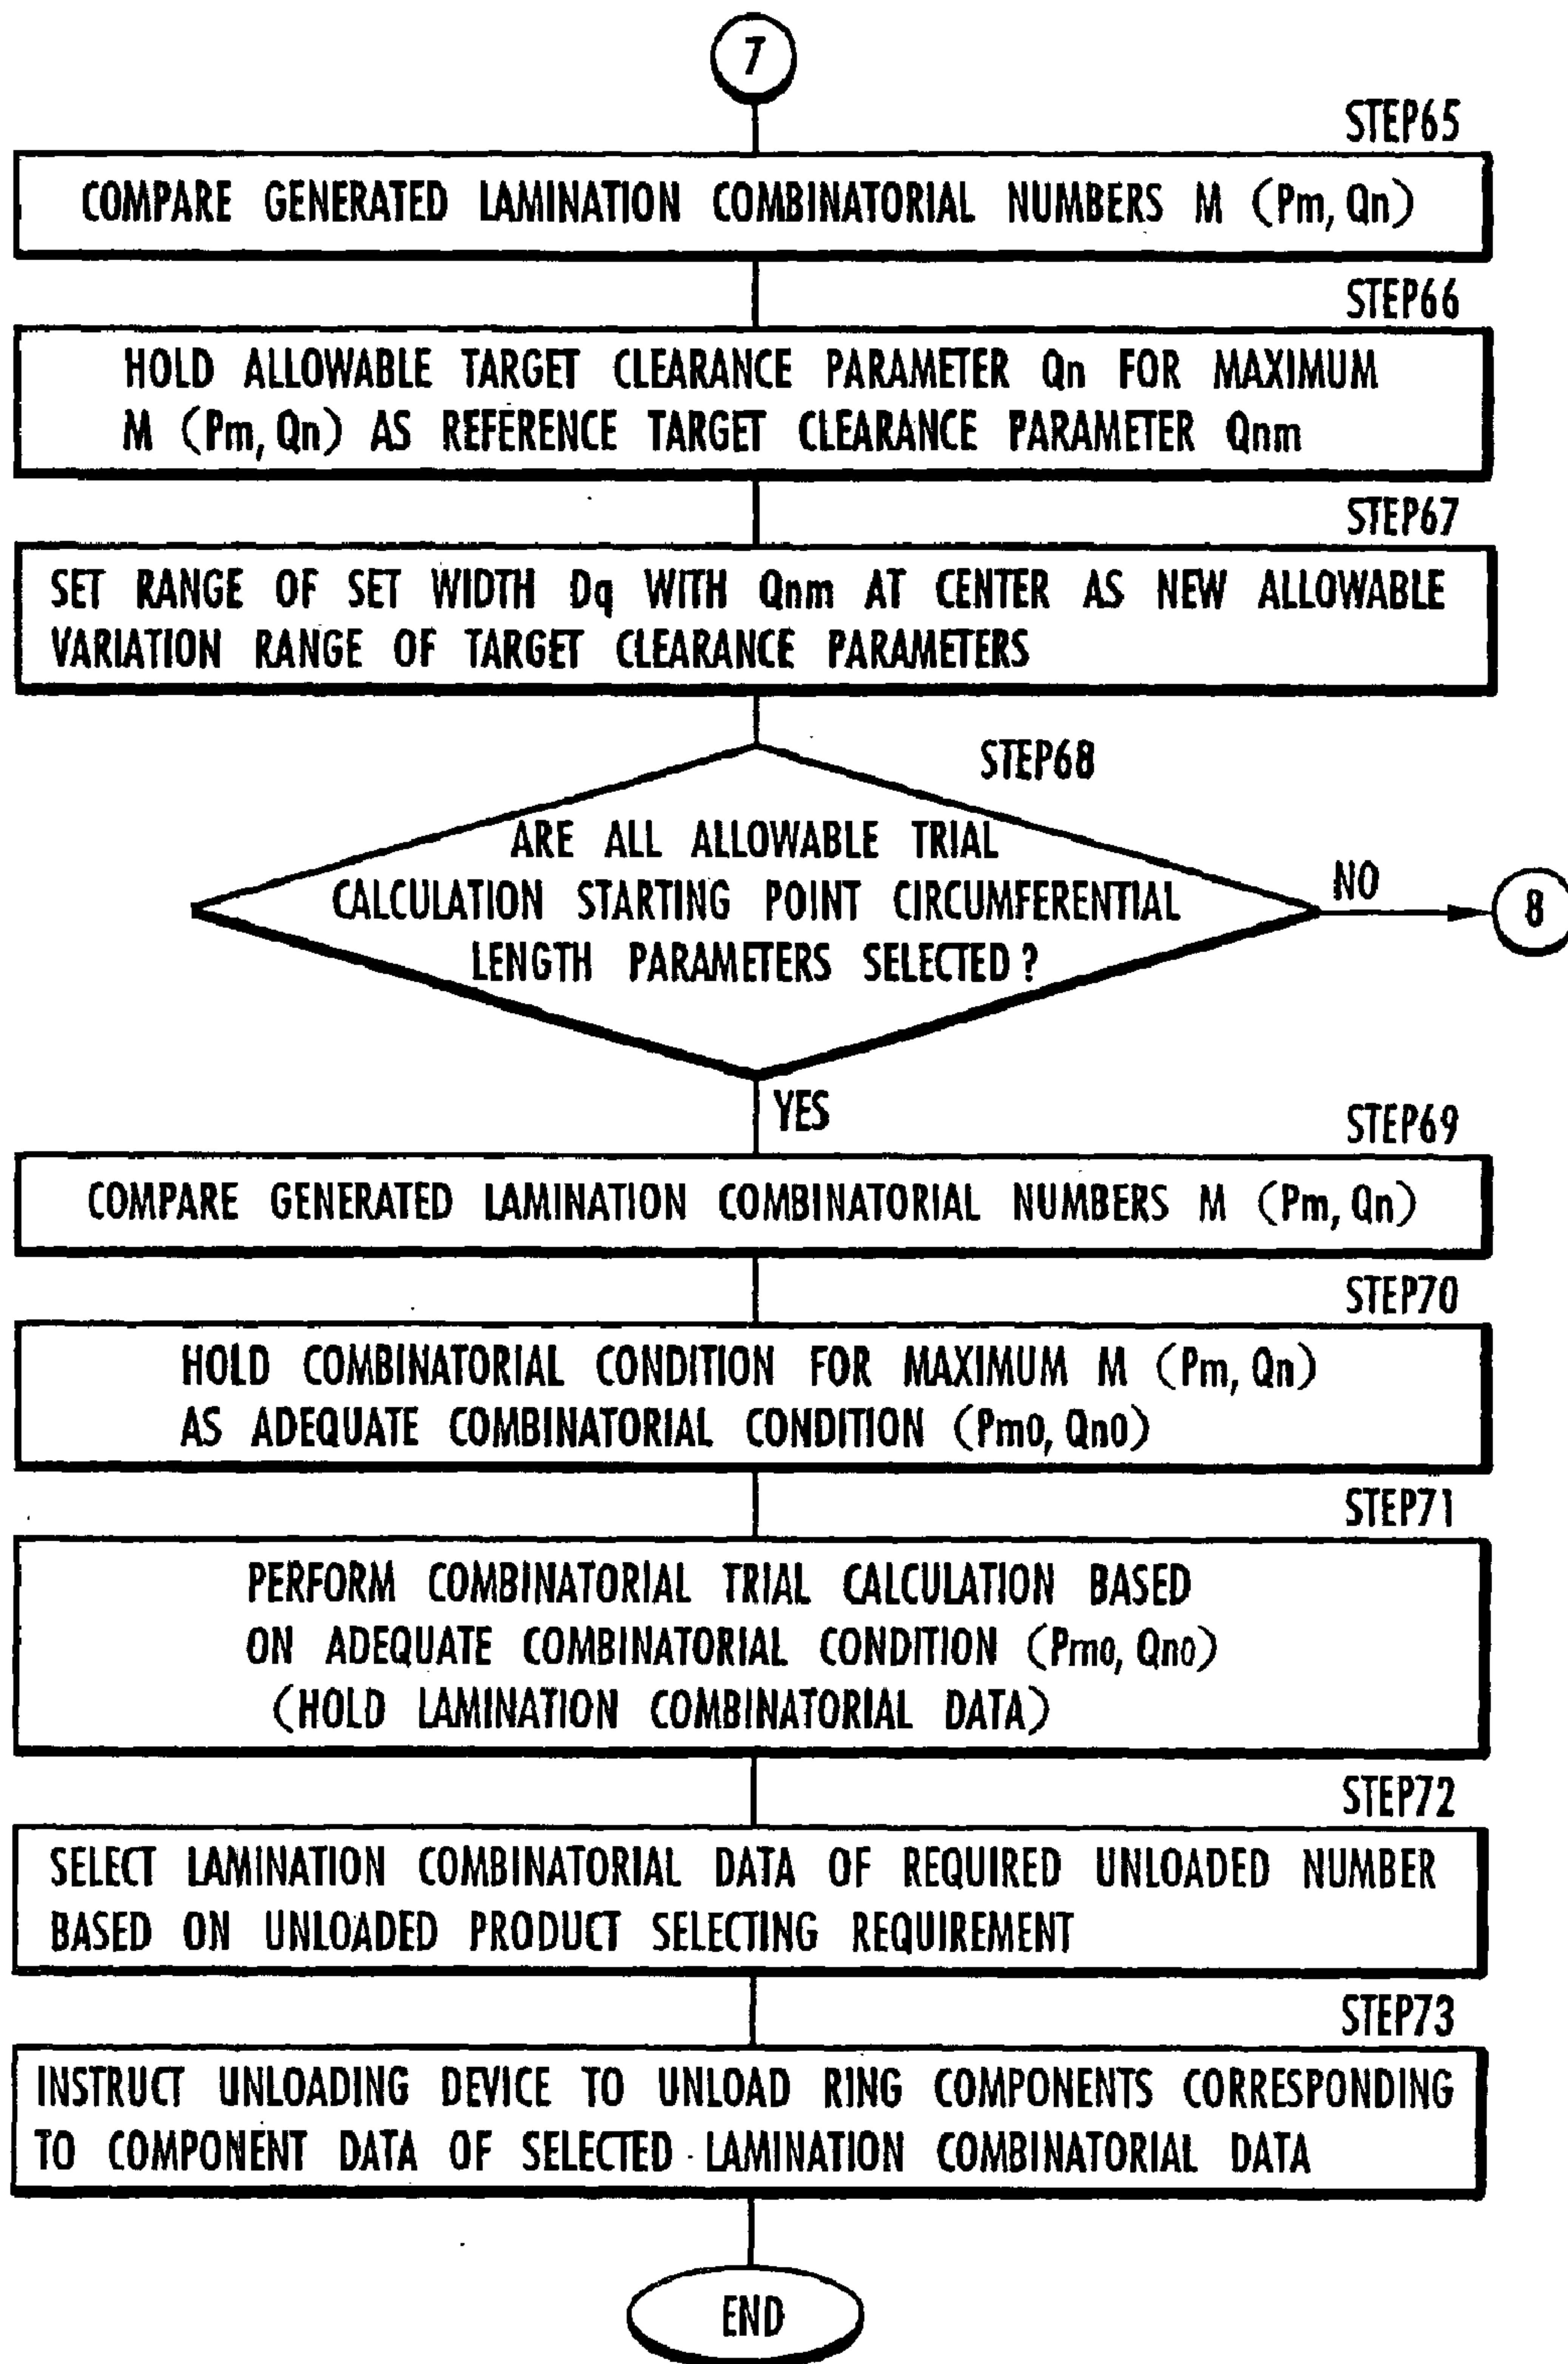 7
STEP65
COMPARE GENERATED LAMINATION COMBINATORIAL NUMBERS M (Pm, Qn)
STEP66
HOLD ALLOWABLE TARGET CLEARANCE PARAMETER Qn FOR MAXIMUM
M (Pm, Qn) AS REFERENCE TARGET CLEARANCE PARAMETER Qnm
STEP67
SET RANGE OF SET WIDTH Dq WITH Qnm AT CENTER AS NEW ALLOWABLE
VARIATION RANGE OF TARGET CLEARANCE PARAMETERS
STEP68
ARE ALL ALLOWABLE TRIAL
CALCULATION STARTING POINT CIRCUMFERENTIAL
LENGTH PARAMETERS SELECTED?
NO
8
YES
STEP69
COMPARE GENERATED LAMINATION COMBINATORIAL NUMBERS M (Pm, Qn)
STEP70
HOLD COMBINATORIAL CONDITION FOR MAXIMUM M (Pm, Qn)
AS ADEQUATE COMBINATORIAL CONDITION (Pm0, Qn0)
STEP71
PERFORM COMBINATORIAL TRIAL CALCULATION BASED
ON ADEQUATE COMBINATORIAL CONDITION (Pm0, Qn0)
(HOLD LAMINATION COMBINATORIAL DATA)
STEP72
SELECT LAMINATION COMBINATORIAL DATA OF REQUIRED UNLOADED NUMBER
BASED ON UNLOADED PRODUCT SELECTING REQUIREMENT
STEP73
INSTRUCT UNLOADING DEVICE TO UNLOAD RING COMPONENTS CORRESPONDING
TO COMPONENT DATA OF SELECTED LAMINATION COMBINATORIAL DATA
END